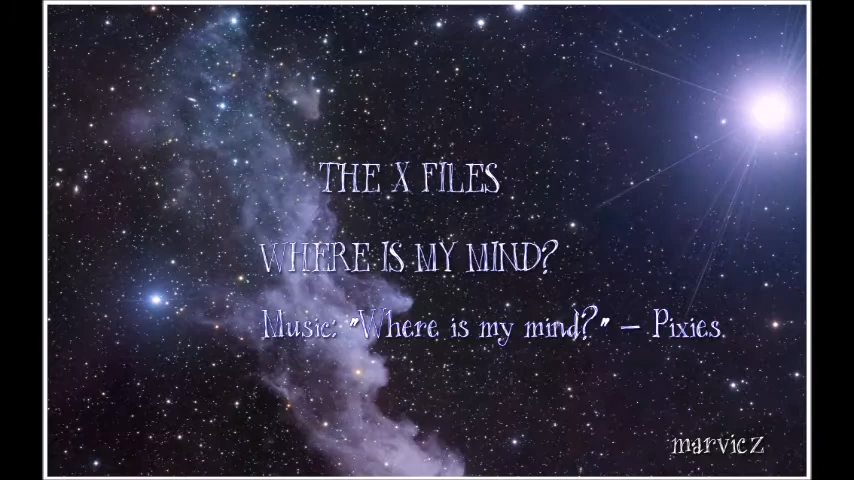 THE X FILES
WHERE IS MY MIND?
Music: "Where is my mind?" - Pixies
marvicz